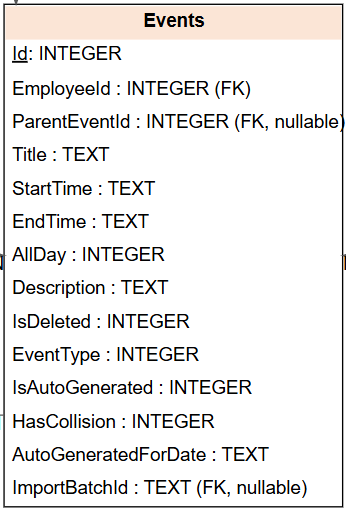 Events
Id: INTEGER
EmployeeId : INTEGER (FK)
ParentEventId : INTEGER (FK, nullable)
Title : TEXT
StartTime : TEXT
EndTime : TEXT
AllDay : INTEGER
Description : TEXT
IsDeleted : INTEGER
EventType : INTEGER
IsAutoGenerated : INTEGER
HasCollision : INTEGER
AutoGeneratedForDate : TEXT
ImportBatchId : TEXT (FK, nullable)